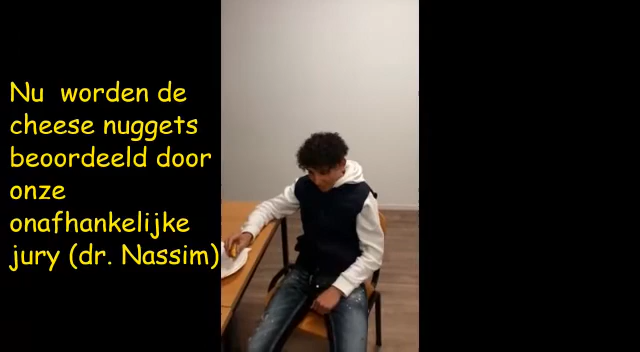 Nu  worden de
cheese nuggets
beoordeeld door
onze
onafhankelijke
jury (dr. Nassim)